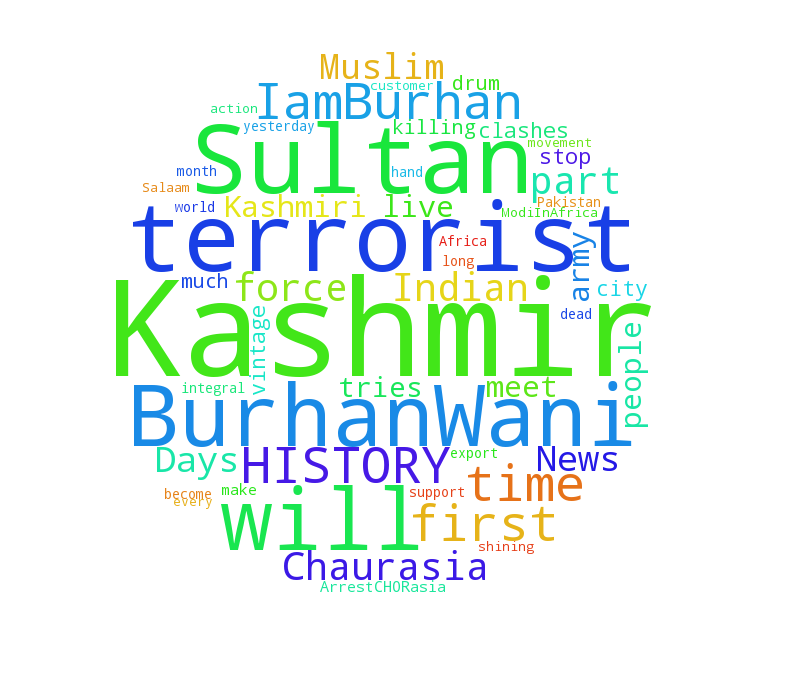 Muslim
customer
drum
IamBurhan
action
yesterday
killing
clashes
Sultan
movement
stop
month
hand
part
Salaam
world
Kashmiri
live
Pakistan
ModiInAfrica
terrorist
Africa
army
long
much
force
Indian
city
Kashmir
dead
vintage
people
integral
tries
meet
BurhanWani
Days
HISTORY
export
News
become
every
make
support
time
will
first
shining
Chaurasia
ArrestCHORasia